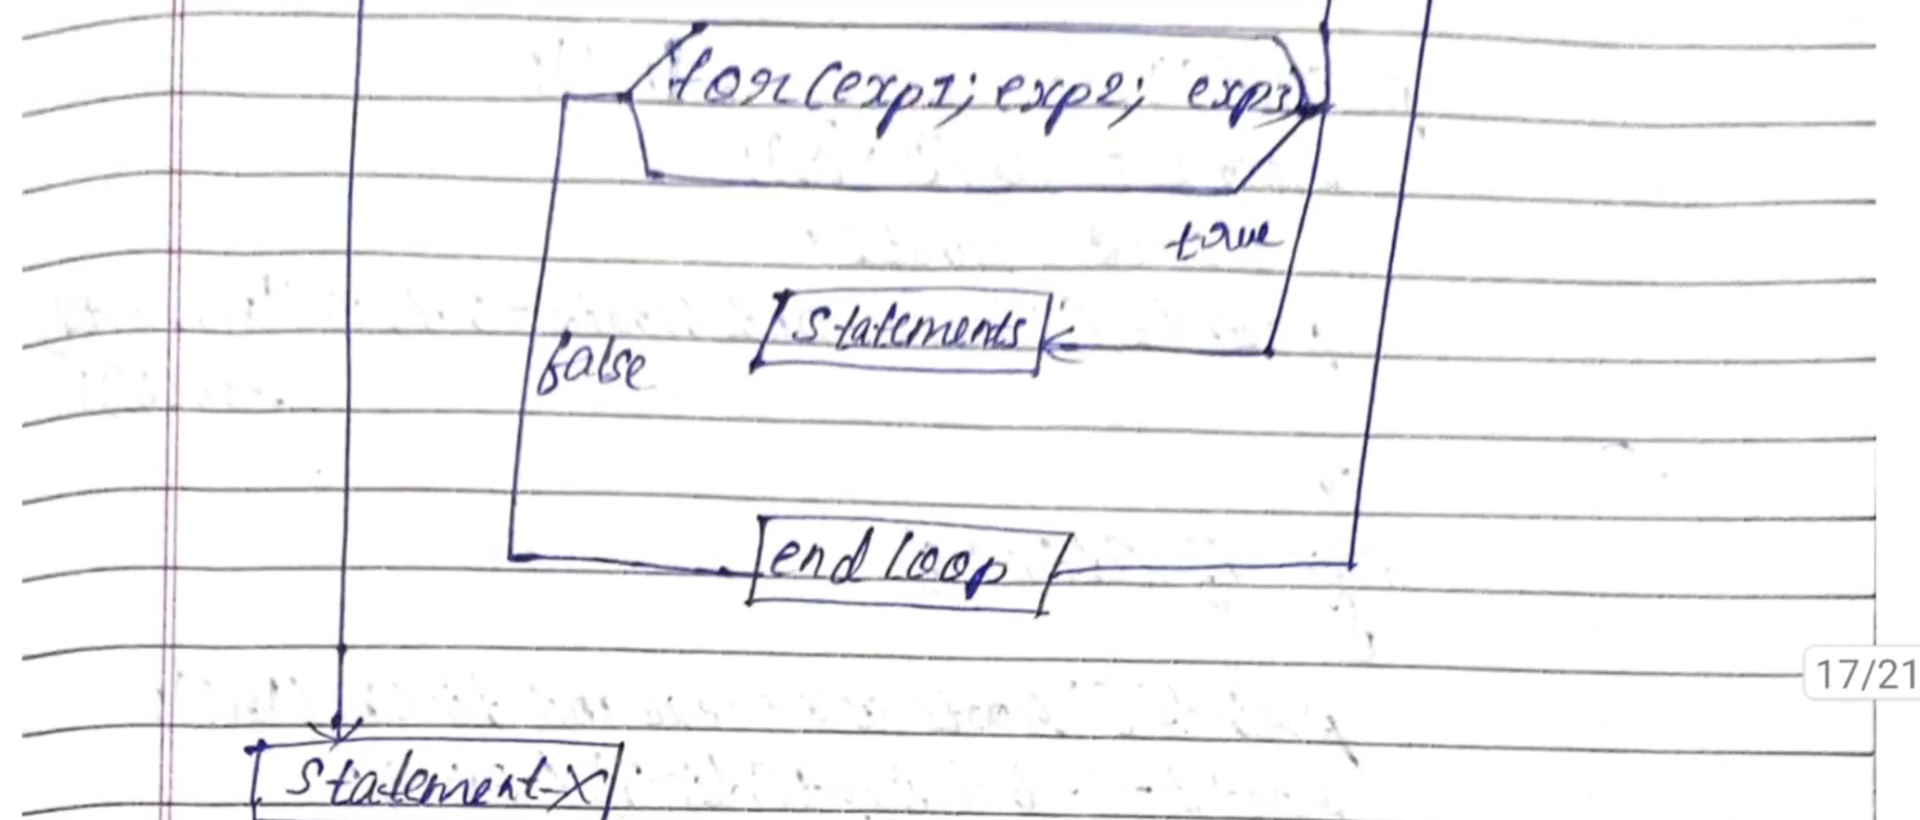 for(exp1; exp2; exp3)
true
Statements
false
end loop
17/21
Statement-X